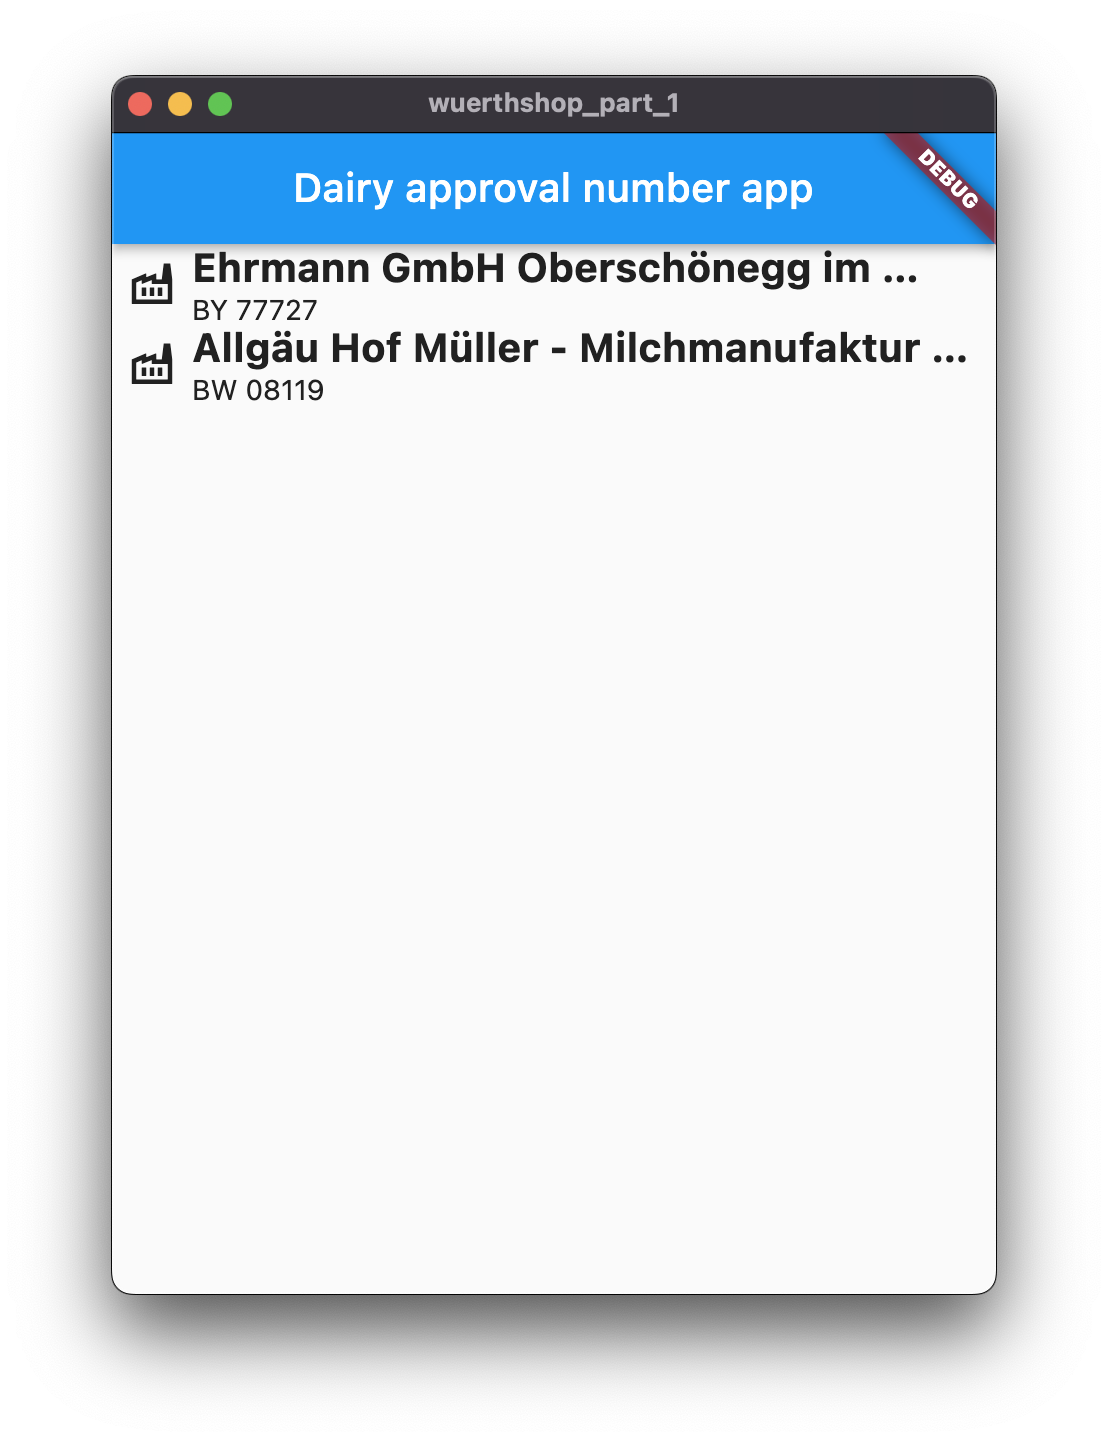 wuerthshop_part_1
Dairy approval number app
DEBUG
Ehrmann GmbH Oberschönegg im ...
BY 77727
Allgäu Hof Müller - Milchmanufaktur ...
BW 08119